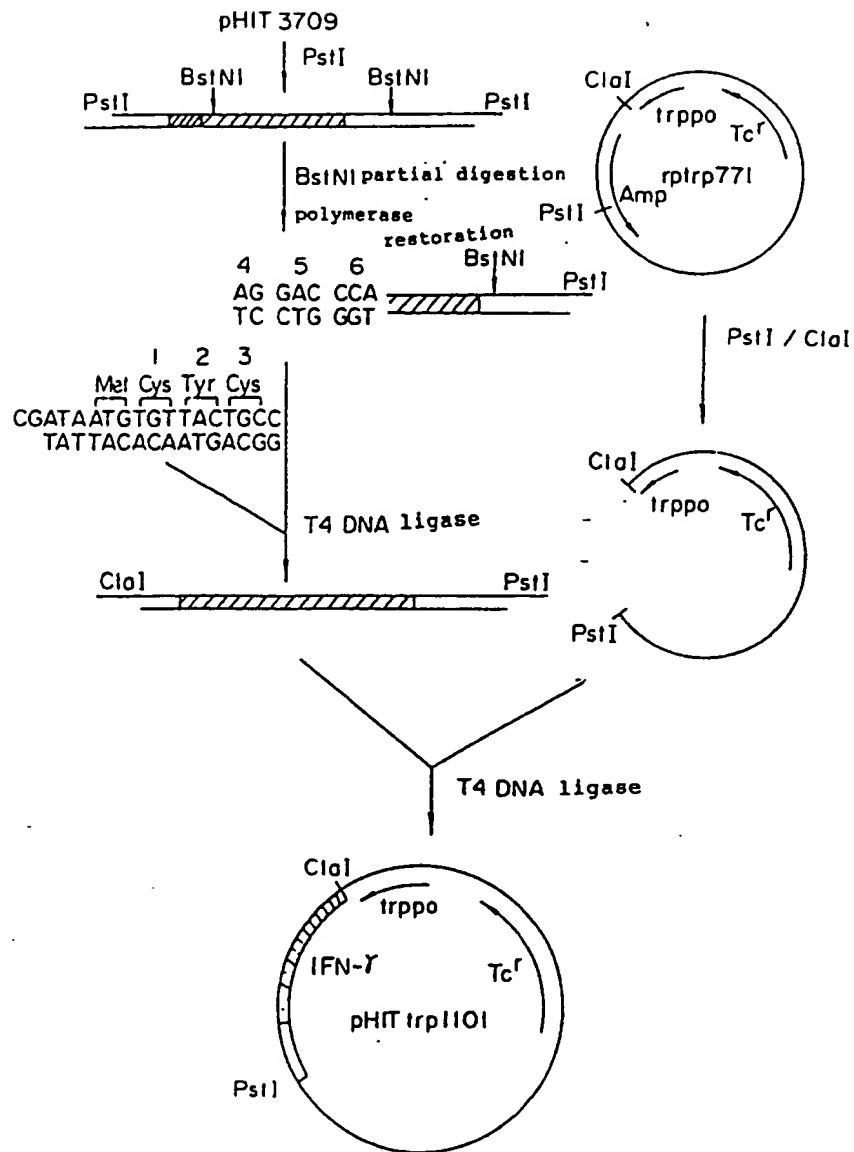 pHIT 3709
PstI
BstNI BstNI
PstI PstI
BstNI partial digestion
polymerase
restoration
BstNI
4 5 6
AG GAC CCA
TC CTG GGT
PstI
1 2 3
Met Cys Tyr Cys
CGATAATGTGTTACTGCC
TATTACACAATGACGG
T4 DNA ligase
ClaI PstI
ClaI
trppo
Tcr
rptrp771
Amp
PstI
PstI / ClaI
ClaI
trppo
Tcr
PstI
T4 DNA ligase
ClaI
trppo
IFN-γ
Tcr
pHIT trp1101
PstI